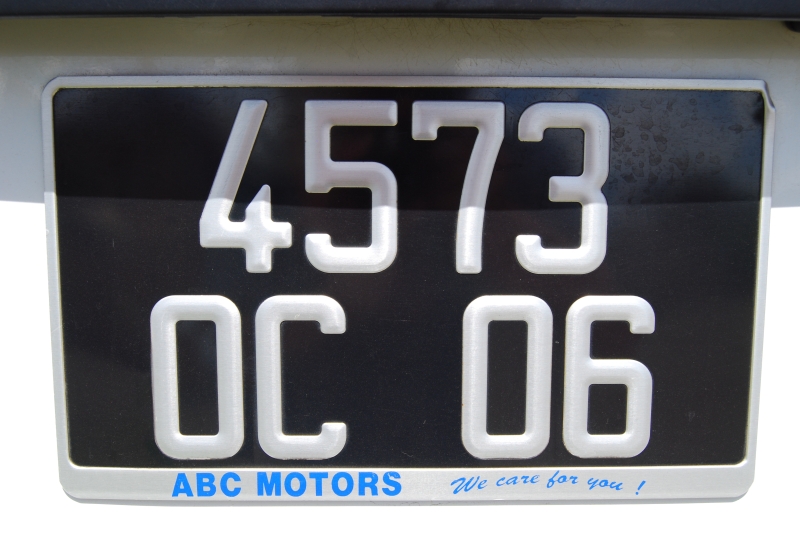 4573
OC 06
ABC MOTORS We care for you !